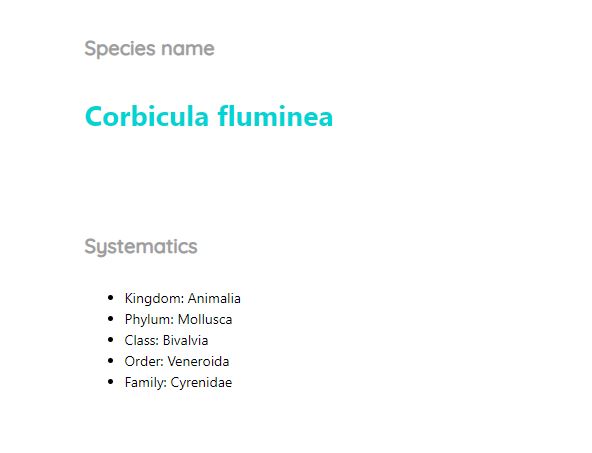 Species name
Corbicula fluminea
Systematics
• Kingdom: Animalia
• Phylum: Mollusca
• Class: Bivalvia
• Order: Veneroida
• Family: Cyrenidae